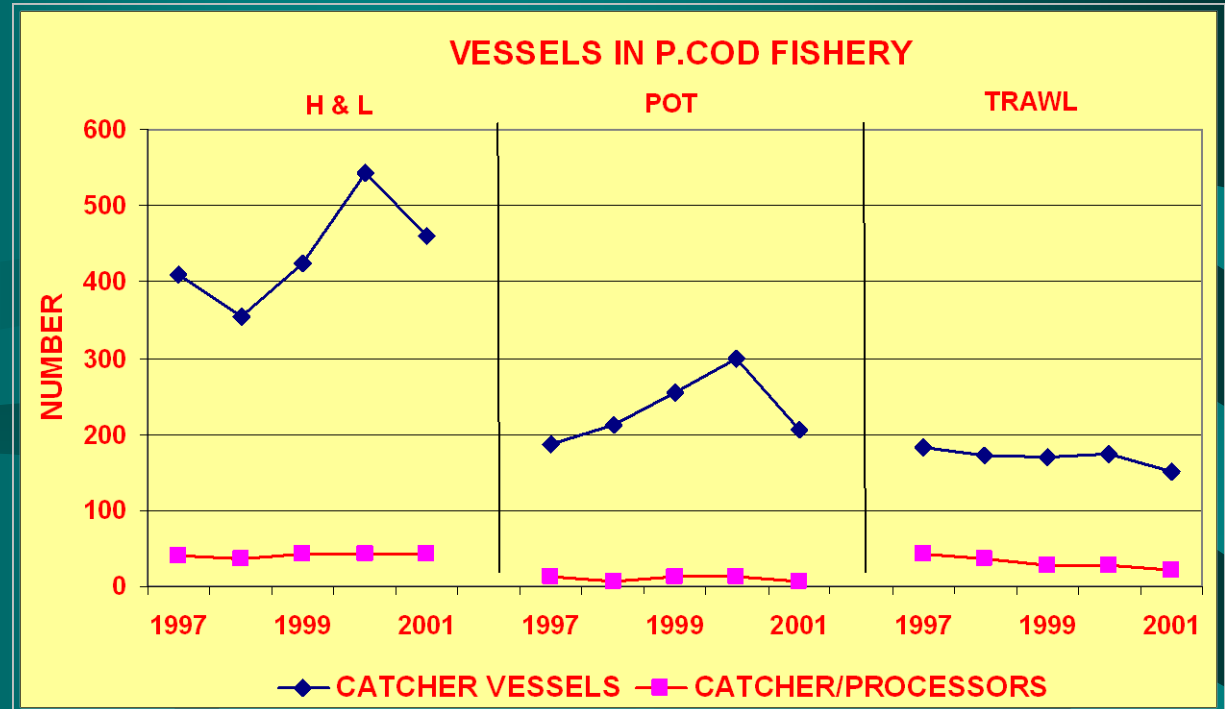 VESSELS IN P.COD FISHERY
H & L POT TRAWL
600
500
400
300
200
100
0
NUMBER
1997 1999 2001 1997 1999 2001 1997 1999 2001
CATCHER VESSELS CATCHER/PROCESSORS